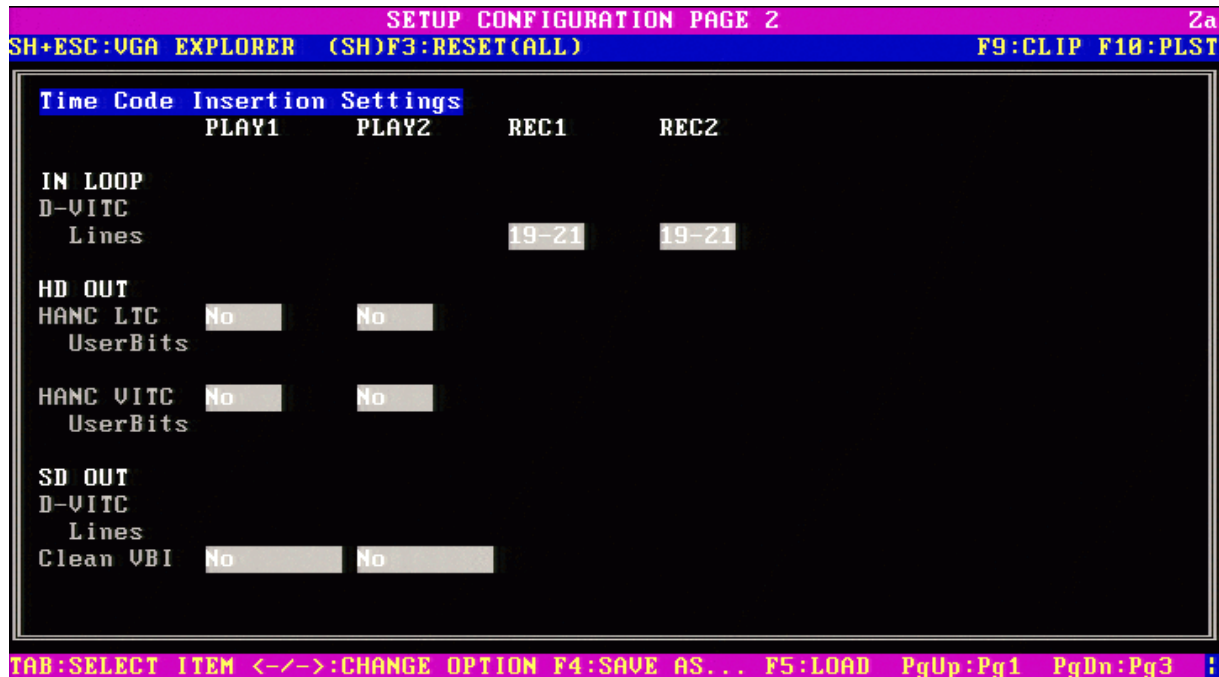 SETUP CONFIGURATION PAGE 2 Za
SH+ESC:VGA EXPLORER (SH)F3:RESET(ALL) F9:CLIP F10:PLST
Time Code Insertion Settings
PLAY1 PLAY2 REC1 REC2
IN LOOP
D-VITC
Lines 19-21 19-21
HD OUT
HANC LTC No No
UserBits
HANC VITC No No
UserBits
SD OUT
D-VITC
Lines
Clean VBI No No
TAB:SELECT ITEM <-/->:CHANGE OPTION F4:SAVE AS... F5:LOAD PgUp:Pg1 PgDn:Pg3